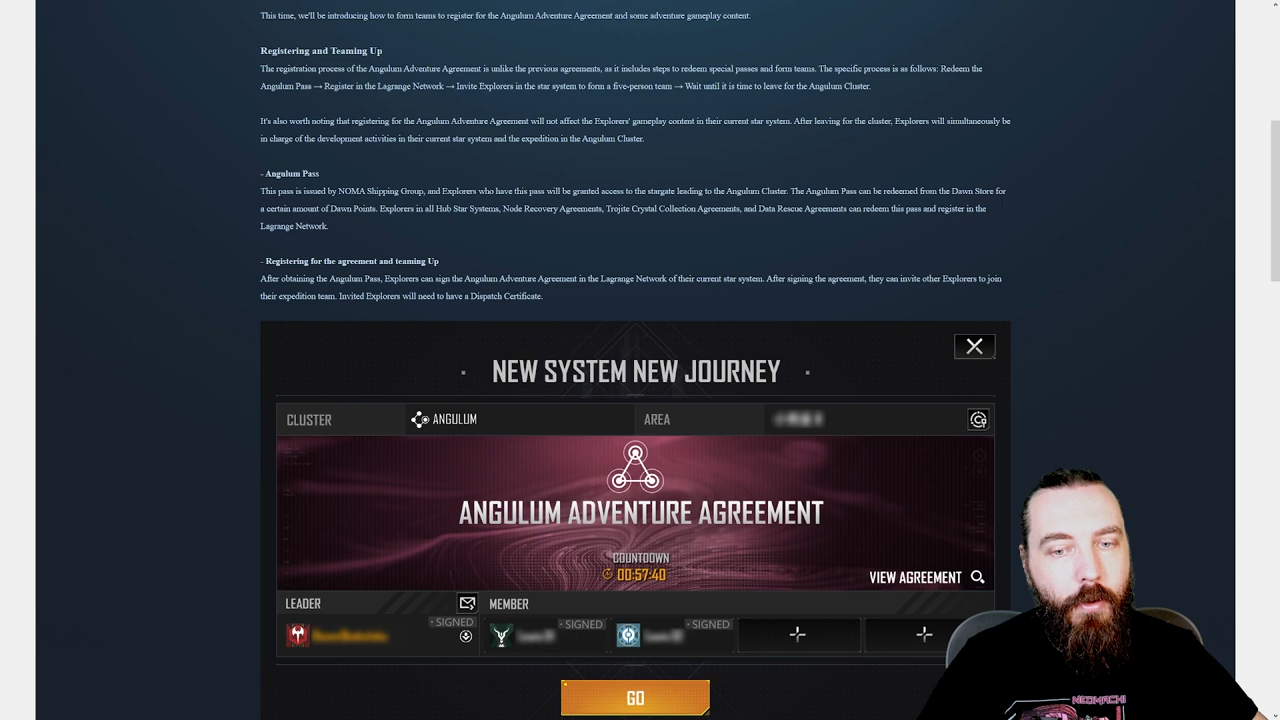 This time, we'll be introducing how to form teams to register for the Angulum Adventure Agreement and some adventure gameplay content.
Registering and Teaming Up
The registration process of the Angulum Adventure Agreement is unlike the previous agreements, as it includes steps to redeem special passes and form teams. The specific process is as follows: Redeem the
Angulum Pass → Register in the Lagrange Network → Invite Explorers in the star system to form a five-person team → Wait until it is time to leave for the Angulum Cluster.
It's also worth noting that registering for the Angulum Adventure Agreement will not affect the Explorers' gameplay content in their current star system. After leaving for the cluster, Explorers will simultaneously be
in charge of the development activities in their current star system and the expedition in the Angulum Cluster.
- Angulum Pass
This pass is issued by NOMA Shipping Group, and Explorers who have this pass will be granted access to the stargate leading to the Angulum Cluster. The Angulum Pass can be redeemed from the Dawn Store for
a certain amount of Dawn Points. Explorers in all Hub Star Systems, Node Recovery Agreements, Trojite Crystal Collection Agreements, and Data Rescue Agreements can redeem this pass and register in the
Lagrange Network.
- Registering for the agreement and teaming Up
After obtaining the Angulum Pass, Explorers can sign the Angulum Adventure Agreement in the Lagrange Network of their current star system. After signing the agreement, they can invite other Explorers to join
their expedition team. Invited Explorers will need to have a Dispatch Certificate.
NEW SYSTEM NEW JOURNEY
CLUSTER ANGULUM AREA
ANGULUM ADVENTURE AGREEMENT
COUNTDOWN
00:57:40
VIEW AGREEMENT
LEADER MEMBER
SIGNED SIGNED SIGNED
GO
NEOMACHI